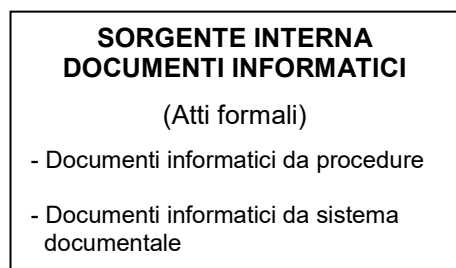 SORGENTE INTERNA
DOCUMENTI INFORMATICI
(Atti formali)
- Documenti informatici da procedure
- Documenti informatici da sistema
documentale